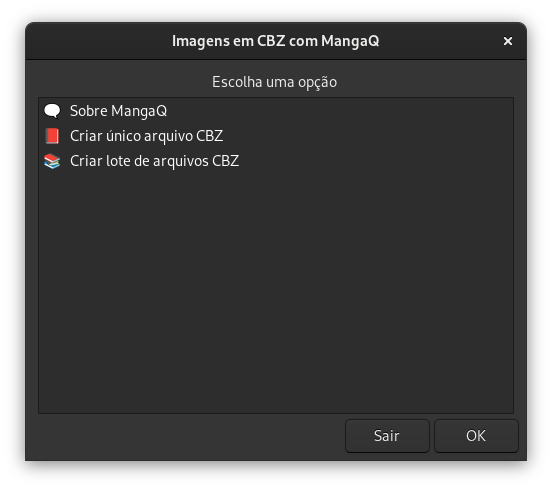 Imagens em CBZ com MangaQ
Escolha uma opção
Sobre MangaQ
Criar único arquivo CBZ
Criar lote de arquivos CBZ
Sair
OK